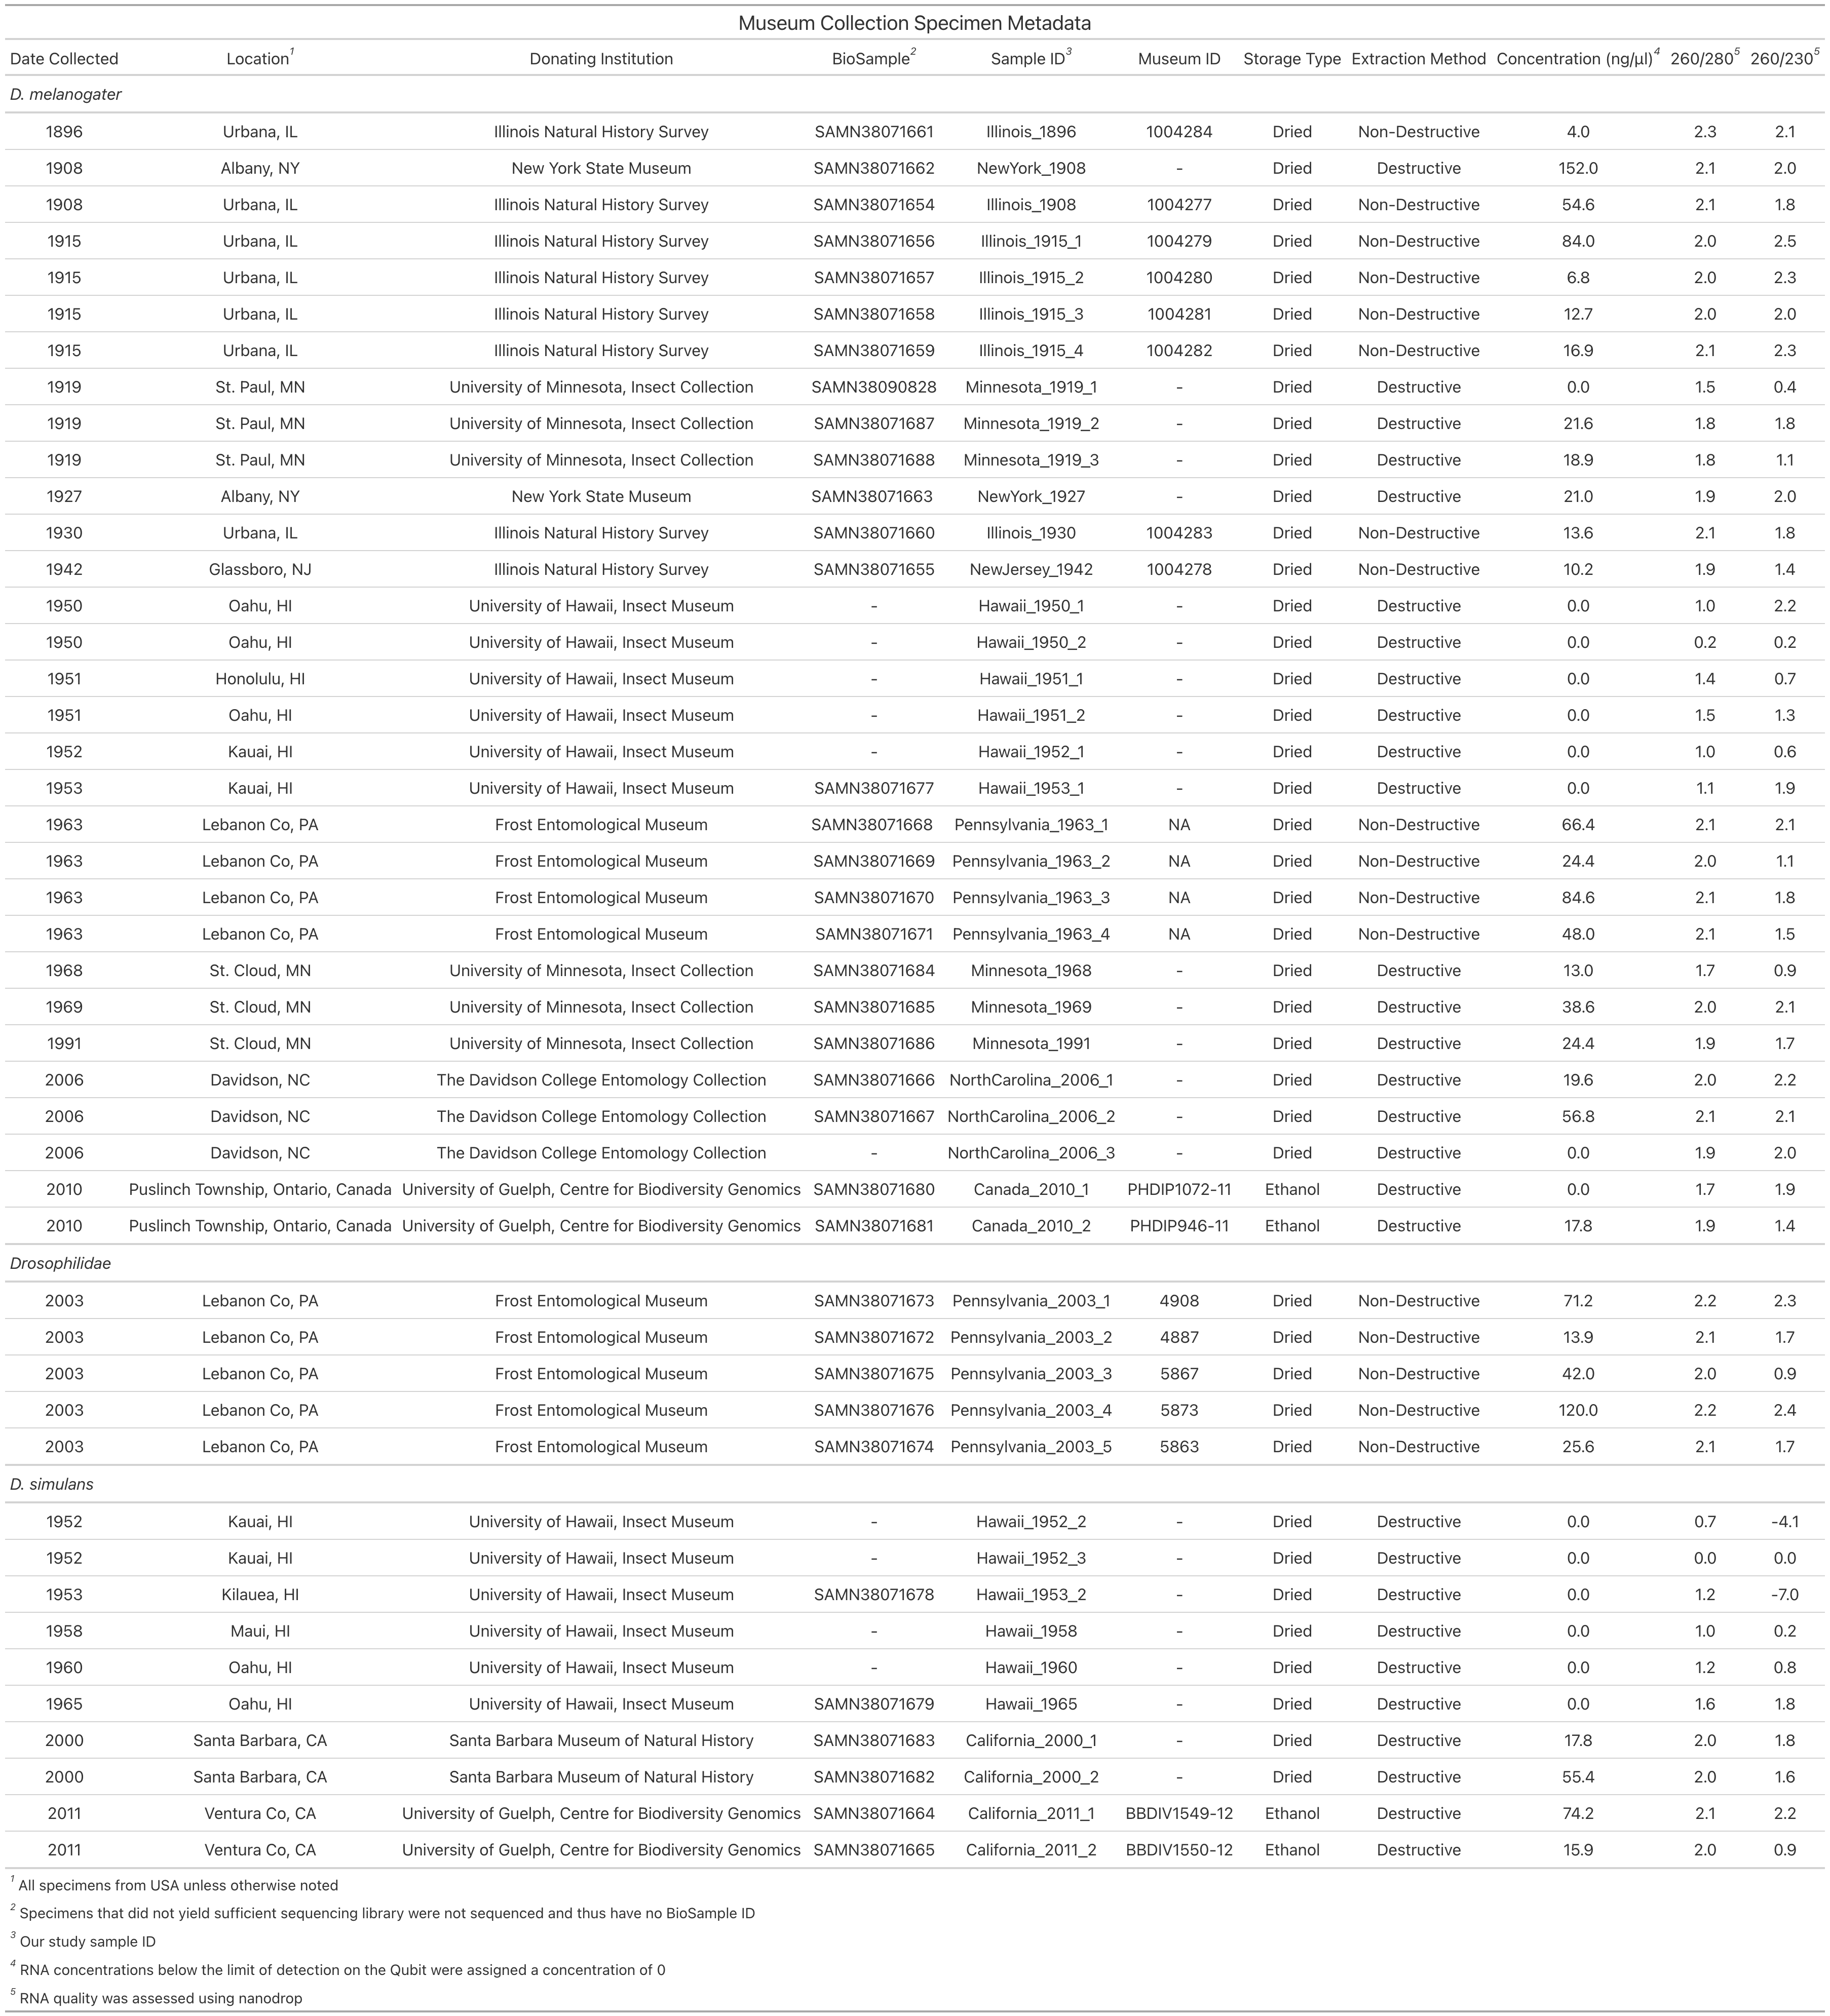 Museum Collection Specimen Metadata
Date Collected Location1 Donating Institution BioSample2 Sample ID3 Museum ID Storage Type Extraction Method Concentration (ng/µl)4 260/2805 260/2305
D. melanogater
1896 Urbana, IL Illinois Natural History Survey SAMN38071661 Illinois_1896 1004284 Dried Non-Destructive 4.0 2.3 2.1
1908 Albany, NY New York State Museum SAMN38071662 NewYork_1908 - Dried Destructive 152.0 2.1 2.0
1908 Urbana, IL Illinois Natural History Survey SAMN38071654 Illinois_1908 1004277 Dried Non-Destructive 54.6 2.1 1.8
1915 Urbana, IL Illinois Natural History Survey SAMN38071656 Illinois_1915_1 1004279 Dried Non-Destructive 84.0 2.0 2.5
1915 Urbana, IL Illinois Natural History Survey SAMN38071657 Illinois_1915_2 1004280 Dried Non-Destructive 6.8 2.0 2.3
1915 Urbana, IL Illinois Natural History Survey SAMN38071658 Illinois_1915_3 1004281 Dried Non-Destructive 12.7 2.0 2.0
1915 Urbana, IL Illinois Natural History Survey SAMN38071659 Illinois_1915_4 1004282 Dried Non-Destructive 16.9 2.1 2.3
1919 St. Paul, MN University of Minnesota, Insect Collection SAMN38090828 Minnesota_1919_1 - Dried Destructive 0.0 1.5 0.4
1919 St. Paul, MN University of Minnesota, Insect Collection SAMN38071687 Minnesota_1919_2 - Dried Destructive 21.6 1.8 1.8
1919 St. Paul, MN University of Minnesota, Insect Collection SAMN38071688 Minnesota_1919_3 - Dried Destructive 18.9 1.8 1.1
1927 Albany, NY New York State Museum SAMN38071663 NewYork_1927 - Dried Destructive 21.0 1.9 2.0
1930 Urbana, IL Illinois Natural History Survey SAMN38071660 Illinois_1930 1004283 Dried Non-Destructive 13.6 2.1 1.8
1942 Glassboro, NJ Illinois Natural History Survey SAMN38071655 NewJersey_1942 1004278 Dried Non-Destructive 10.2 1.9 1.4
1950 Oahu, HI University of Hawaii, Insect Museum - Hawaii_1950_1 - Dried Destructive 0.0 1.0 2.2
1950 Oahu, HI University of Hawaii, Insect Museum - Hawaii_1950_2 - Dried Destructive 0.0 0.2 0.2
1951 Honolulu, HI University of Hawaii, Insect Museum - Hawaii_1951_1 - Dried Destructive 0.0 1.4 0.7
1951 Oahu, HI University of Hawaii, Insect Museum - Hawaii_1951_2 - Dried Destructive 0.0 1.5 1.3
1952 Kauai, HI University of Hawaii, Insect Museum - Hawaii_1952_1 - Dried Destructive 0.0 1.0 0.6
1953 Kauai, HI University of Hawaii, Insect Museum SAMN38071677 Hawaii_1953_1 - Dried Destructive 0.0 1.1 1.9
1963 Lebanon Co, PA Frost Entomological Museum SAMN38071668 Pennsylvania_1963_1 NA Dried Non-Destructive 66.4 2.1 2.1
1963 Lebanon Co, PA Frost Entomological Museum SAMN38071669 Pennsylvania_1963_2 NA Dried Non-Destructive 24.4 2.0 1.1
1963 Lebanon Co, PA Frost Entomological Museum SAMN38071670 Pennsylvania_1963_3 NA Dried Non-Destructive 84.6 2.1 1.8
1963 Lebanon Co, PA Frost Entomological Museum SAMN38071671 Pennsylvania_1963_4 NA Dried Non-Destructive 48.0 2.1 1.5
1968 St. Cloud, MN University of Minnesota, Insect Collection SAMN38071684 Minnesota_1968 - Dried Destructive 13.0 1.7 0.9
1969 St. Cloud, MN University of Minnesota, Insect Collection SAMN38071685 Minnesota_1969 - Dried Destructive 38.6 2.0 2.1
1991 St. Cloud, MN University of Minnesota, Insect Collection SAMN38071686 Minnesota_1991 - Dried Destructive 24.4 1.9 1.7
2006 Davidson, NC The Davidson College Entomology Collection SAMN38071666 NorthCarolina_2006_1 - Dried Destructive 19.6 2.0 2.2
2006 Davidson, NC The Davidson College Entomology Collection SAMN38071667 NorthCarolina_2006_2 - Dried Destructive 56.8 2.1 2.1
2006 Davidson, NC The Davidson College Entomology Collection - NorthCarolina_2006_3 - Dried Destructive 0.0 1.9 2.0
2010 Puslinch Township, Ontario, Canada University of Guelph, Centre for Biodiversity Genomics SAMN38071680 Canada_2010_1 PHDIP1072-11 Ethanol Destructive 0.0 1.7 1.9
2010 Puslinch Township, Ontario, Canada University of Guelph, Centre for Biodiversity Genomics SAMN38071681 Canada_2010_2 PHDIP946-11 Ethanol Destructive 17.8 1.9 1.4
Drosophilidae
2003 Lebanon Co, PA Frost Entomological Museum SAMN38071673 Pennsylvania_2003_1 4908 Dried Non-Destructive 71.2 2.2 2.3
2003 Lebanon Co, PA Frost Entomological Museum SAMN38071672 Pennsylvania_2003_2 4887 Dried Non-Destructive 13.9 2.1 1.7
2003 Lebanon Co, PA Frost Entomological Museum SAMN38071675 Pennsylvania_2003_3 5867 Dried Non-Destructive 42.0 2.0 0.9
2003 Lebanon Co, PA Frost Entomological Museum SAMN38071676 Pennsylvania_2003_4 5873 Dried Non-Destructive 120.0 2.2 2.4
2003 Lebanon Co, PA Frost Entomological Museum SAMN38071674 Pennsylvania_2003_5 5863 Dried Non-Destructive 25.6 2.1 1.7
D. simulans
1952 Kauai, HI University of Hawaii, Insect Museum - Hawaii_1952_2 - Dried Destructive 0.0 0.7 -4.1
1952 Kauai, HI University of Hawaii, Insect Museum - Hawaii_1952_3 - Dried Destructive 0.0 0.0 0.0
1953 Kilauea, HI University of Hawaii, Insect Museum SAMN38071678 Hawaii_1953_2 - Dried Destructive 0.0 1.2 -7.0
1958 Maui, HI University of Hawaii, Insect Museum - Hawaii_1958 - Dried Destructive 0.0 1.0 0.2
1960 Oahu, HI University of Hawaii, Insect Museum - Hawaii_1960 - Dried Destructive 0.0 1.2 0.8
1965 Oahu, HI University of Hawaii, Insect Museum SAMN38071679 Hawaii_1965 - Dried Destructive 0.0 1.6 1.8
2000 Santa Barbara, CA Santa Barbara Museum of Natural History SAMN38071683 California_2000_1 - Dried Destructive 17.8 2.0 1.8
2000 Santa Barbara, CA Santa Barbara Museum of Natural History SAMN38071682 California_2000_2 - Dried Destructive 55.4 2.0 1.6
2011 Ventura Co, CA University of Guelph, Centre for Biodiversity Genomics SAMN38071664 California_2011_1 BBDIV1549-12 Ethanol Destructive 74.2 2.1 2.2
2011 Ventura Co, CA University of Guelph, Centre for Biodiversity Genomics SAMN38071665 California_2011_2 BBDIV1550-12 Ethanol Destructive 15.9 2.0 0.9
1 All specimens from USA unless otherwise noted
2 Specimens that did not yield sufficient sequencing library were not sequenced and thus have no BioSample ID
3 Our study sample ID
4 RNA concentrations below the limit of detection on the Qubit were assigned a concentration of 0
5 RNA quality was assessed using nanodrop